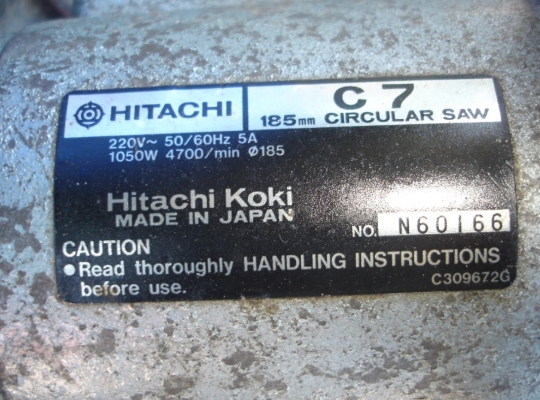 HITACHI
C 7
185mm CIRCULAR SAW
220V~ 50/60Hz 5A
1050W 4700/min Ø185
Hitachi Koki
MADE IN JAPAN
NO. N60166
CAUTION
● Read thoroughly HANDLING INSTRUCTIONS
before use.
C309672G